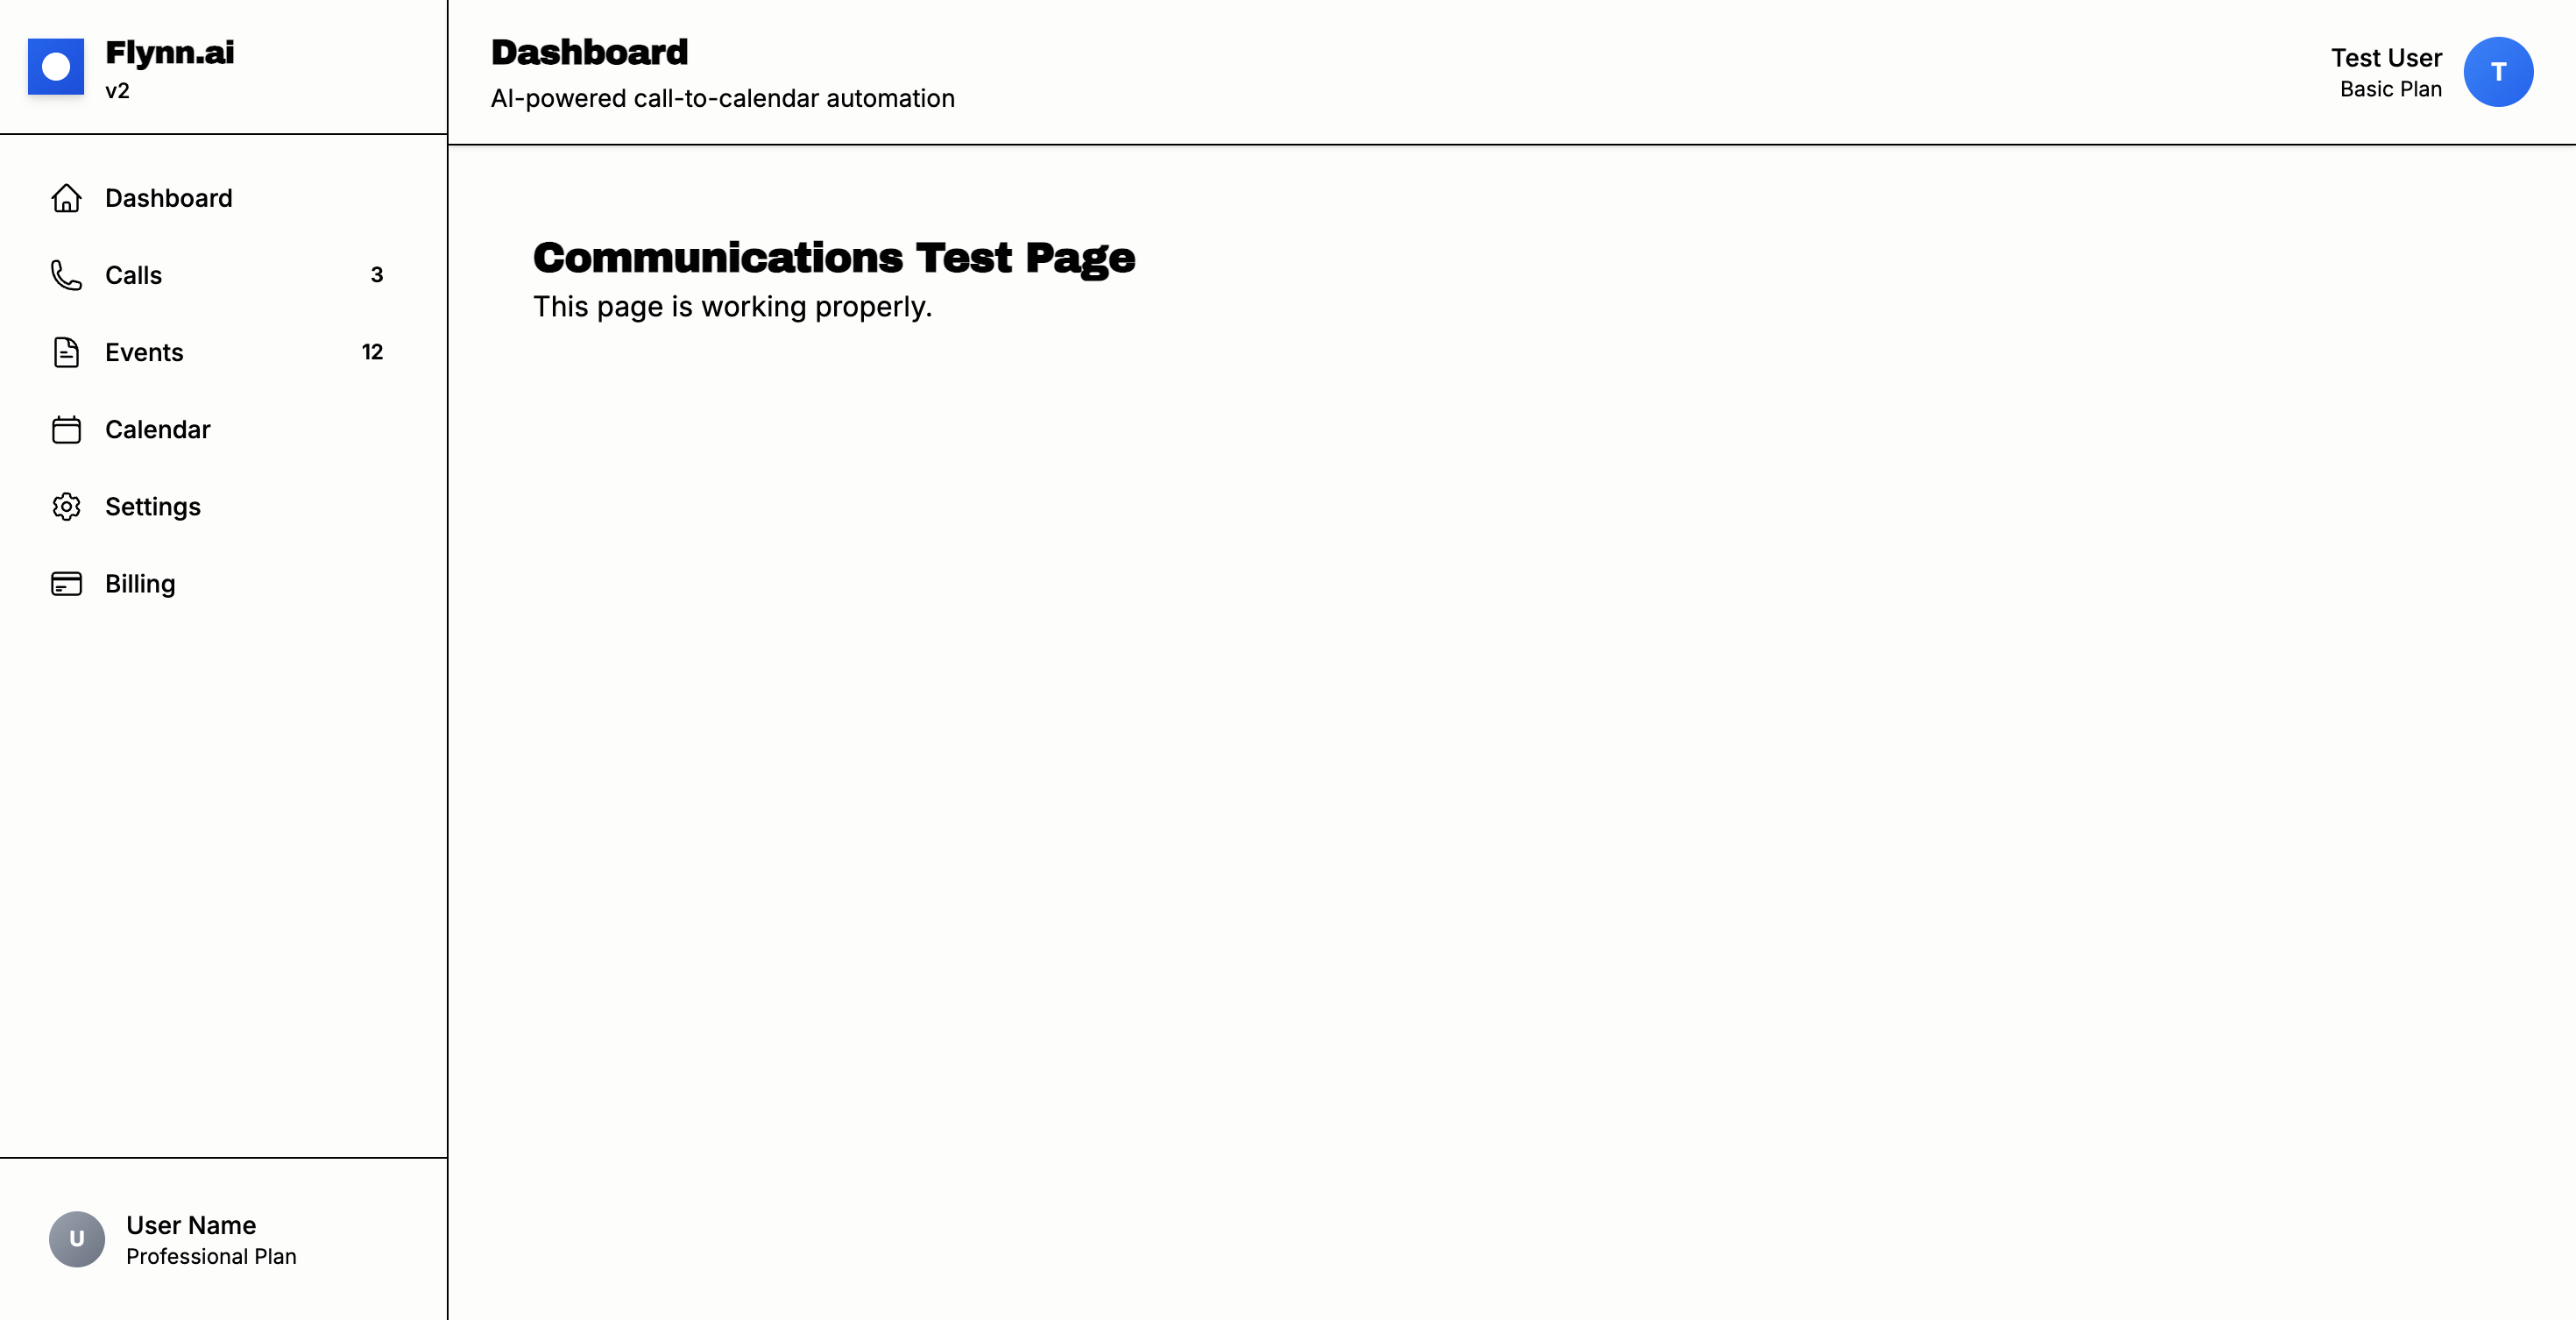 Flynn.ai
v2
Dashboard
Calls 3
Events 12
Calendar
Settings
Billing
U
User Name
Professional Plan
Dashboard
AI-powered call-to-calendar automation
Test User
Basic Plan
T
Communications Test Page
This page is working properly.